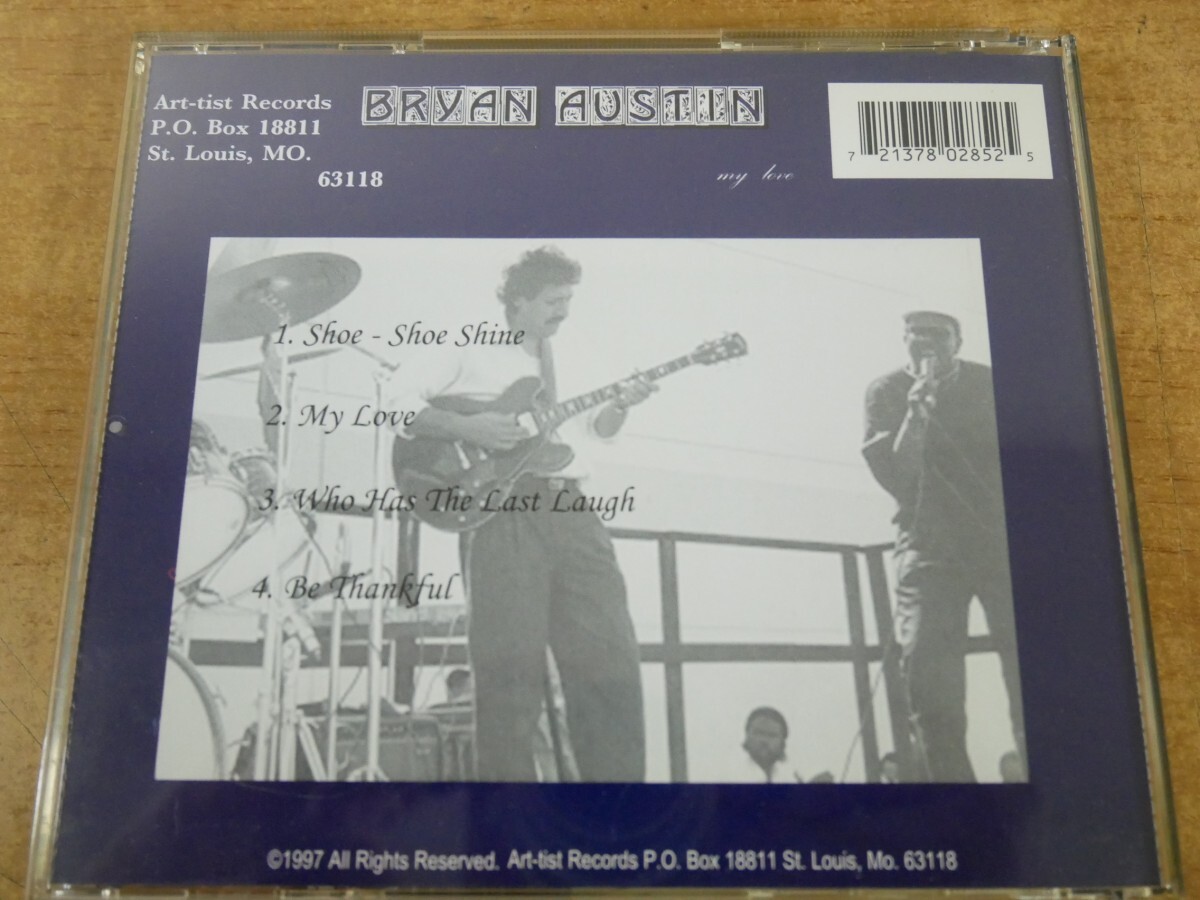 Art-tist Records
P.O. Box 18811
St. Louis, MO.
63118
BRYAN AUSTIN
my love
7 21378 02852 5
1. Shoe - Shoe Shine
2. My Love
3. Who Has The Last Laugh
4. Be Thankful
©1997 All Rights Reserved. Art-tist Records P.O. Box 18811 St. Louis, Mo. 63118